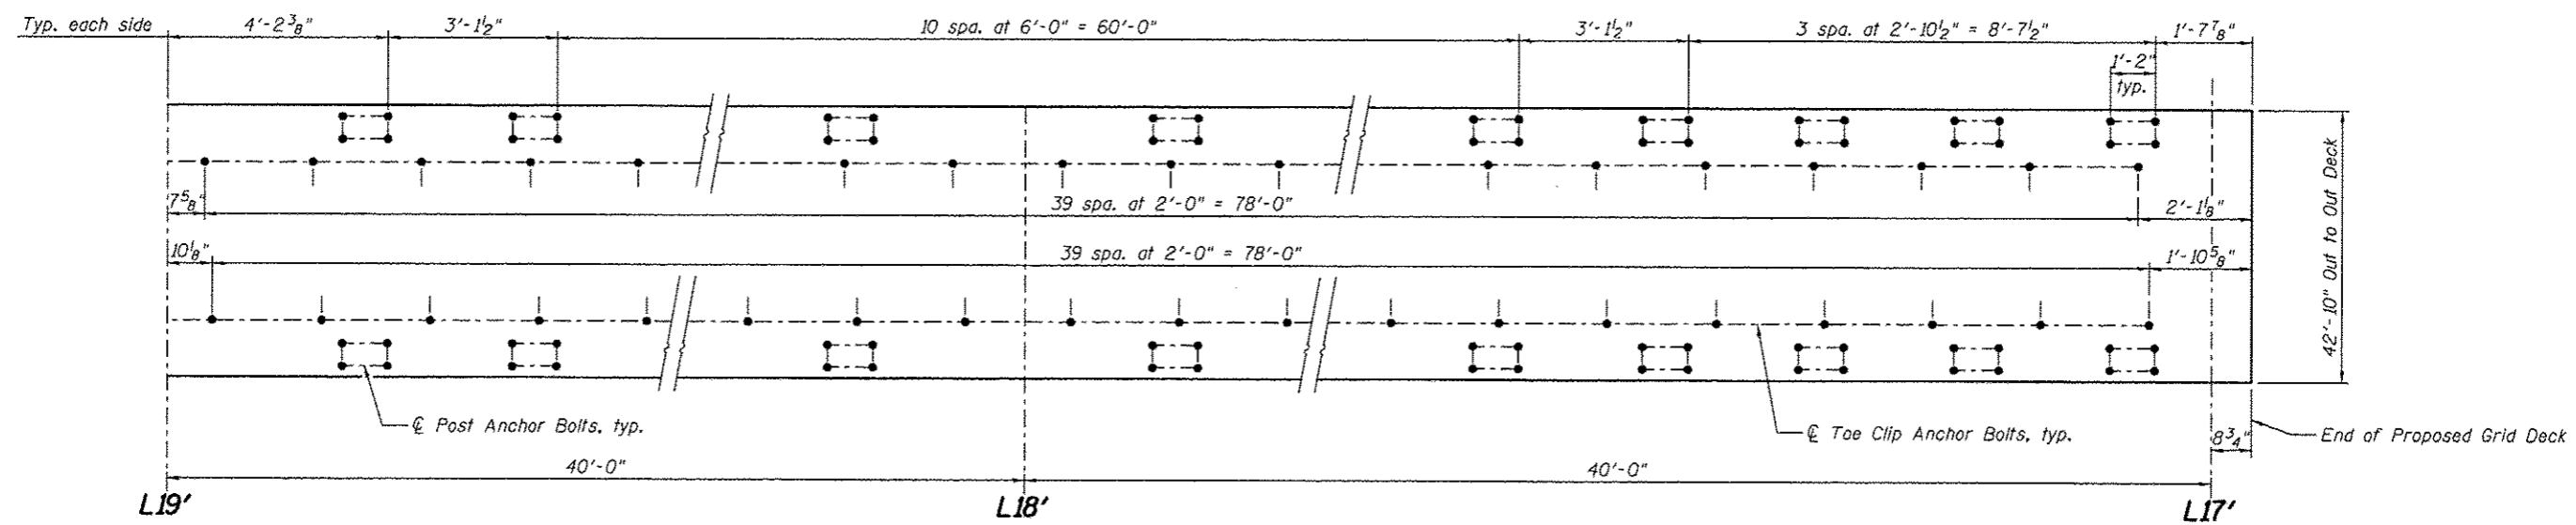 Typ. each side
4'-2 3/8"
3'-1 1/2"
10 spa. at 6'-0" = 60'-0"
3'-1 1/2"
3 spa. at 2'-10 1/2" = 8'-7 1/2"
1'-7 7/8"
1'-2"
typ.
7 5/8"
39 spa. at 2'-0" = 78'-0"
2'-1 1/8"
10 1/8"
39 spa. at 2'-0" = 78'-0"
1'-10 5/8"
42'-10" Out to Out Deck
℄ Post Anchor Bolts, typ.
℄ Toe Clip Anchor Bolts, typ.
8 3/4"
End of Proposed Grid Deck
40'-0"
40'-0"
L19'
L18'
L17'